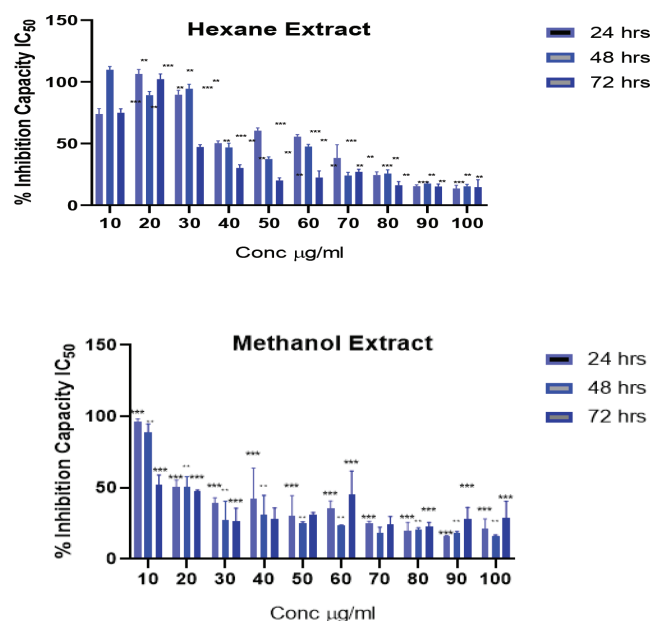 Hexane Extract
% Inhibition Capacity IC50
150
100
50
0
10 20 30 40 50 60 70 80 90 100
Conc µg/ml
24 hrs
48 hrs
72 hrs
Methanol Extract
% Inhibition Capacity IC50
150
100
50
0
10 20 30 40 50 60 70 80 90 100
Conc µg/ml
24 hrs
48 hrs
72 hrs